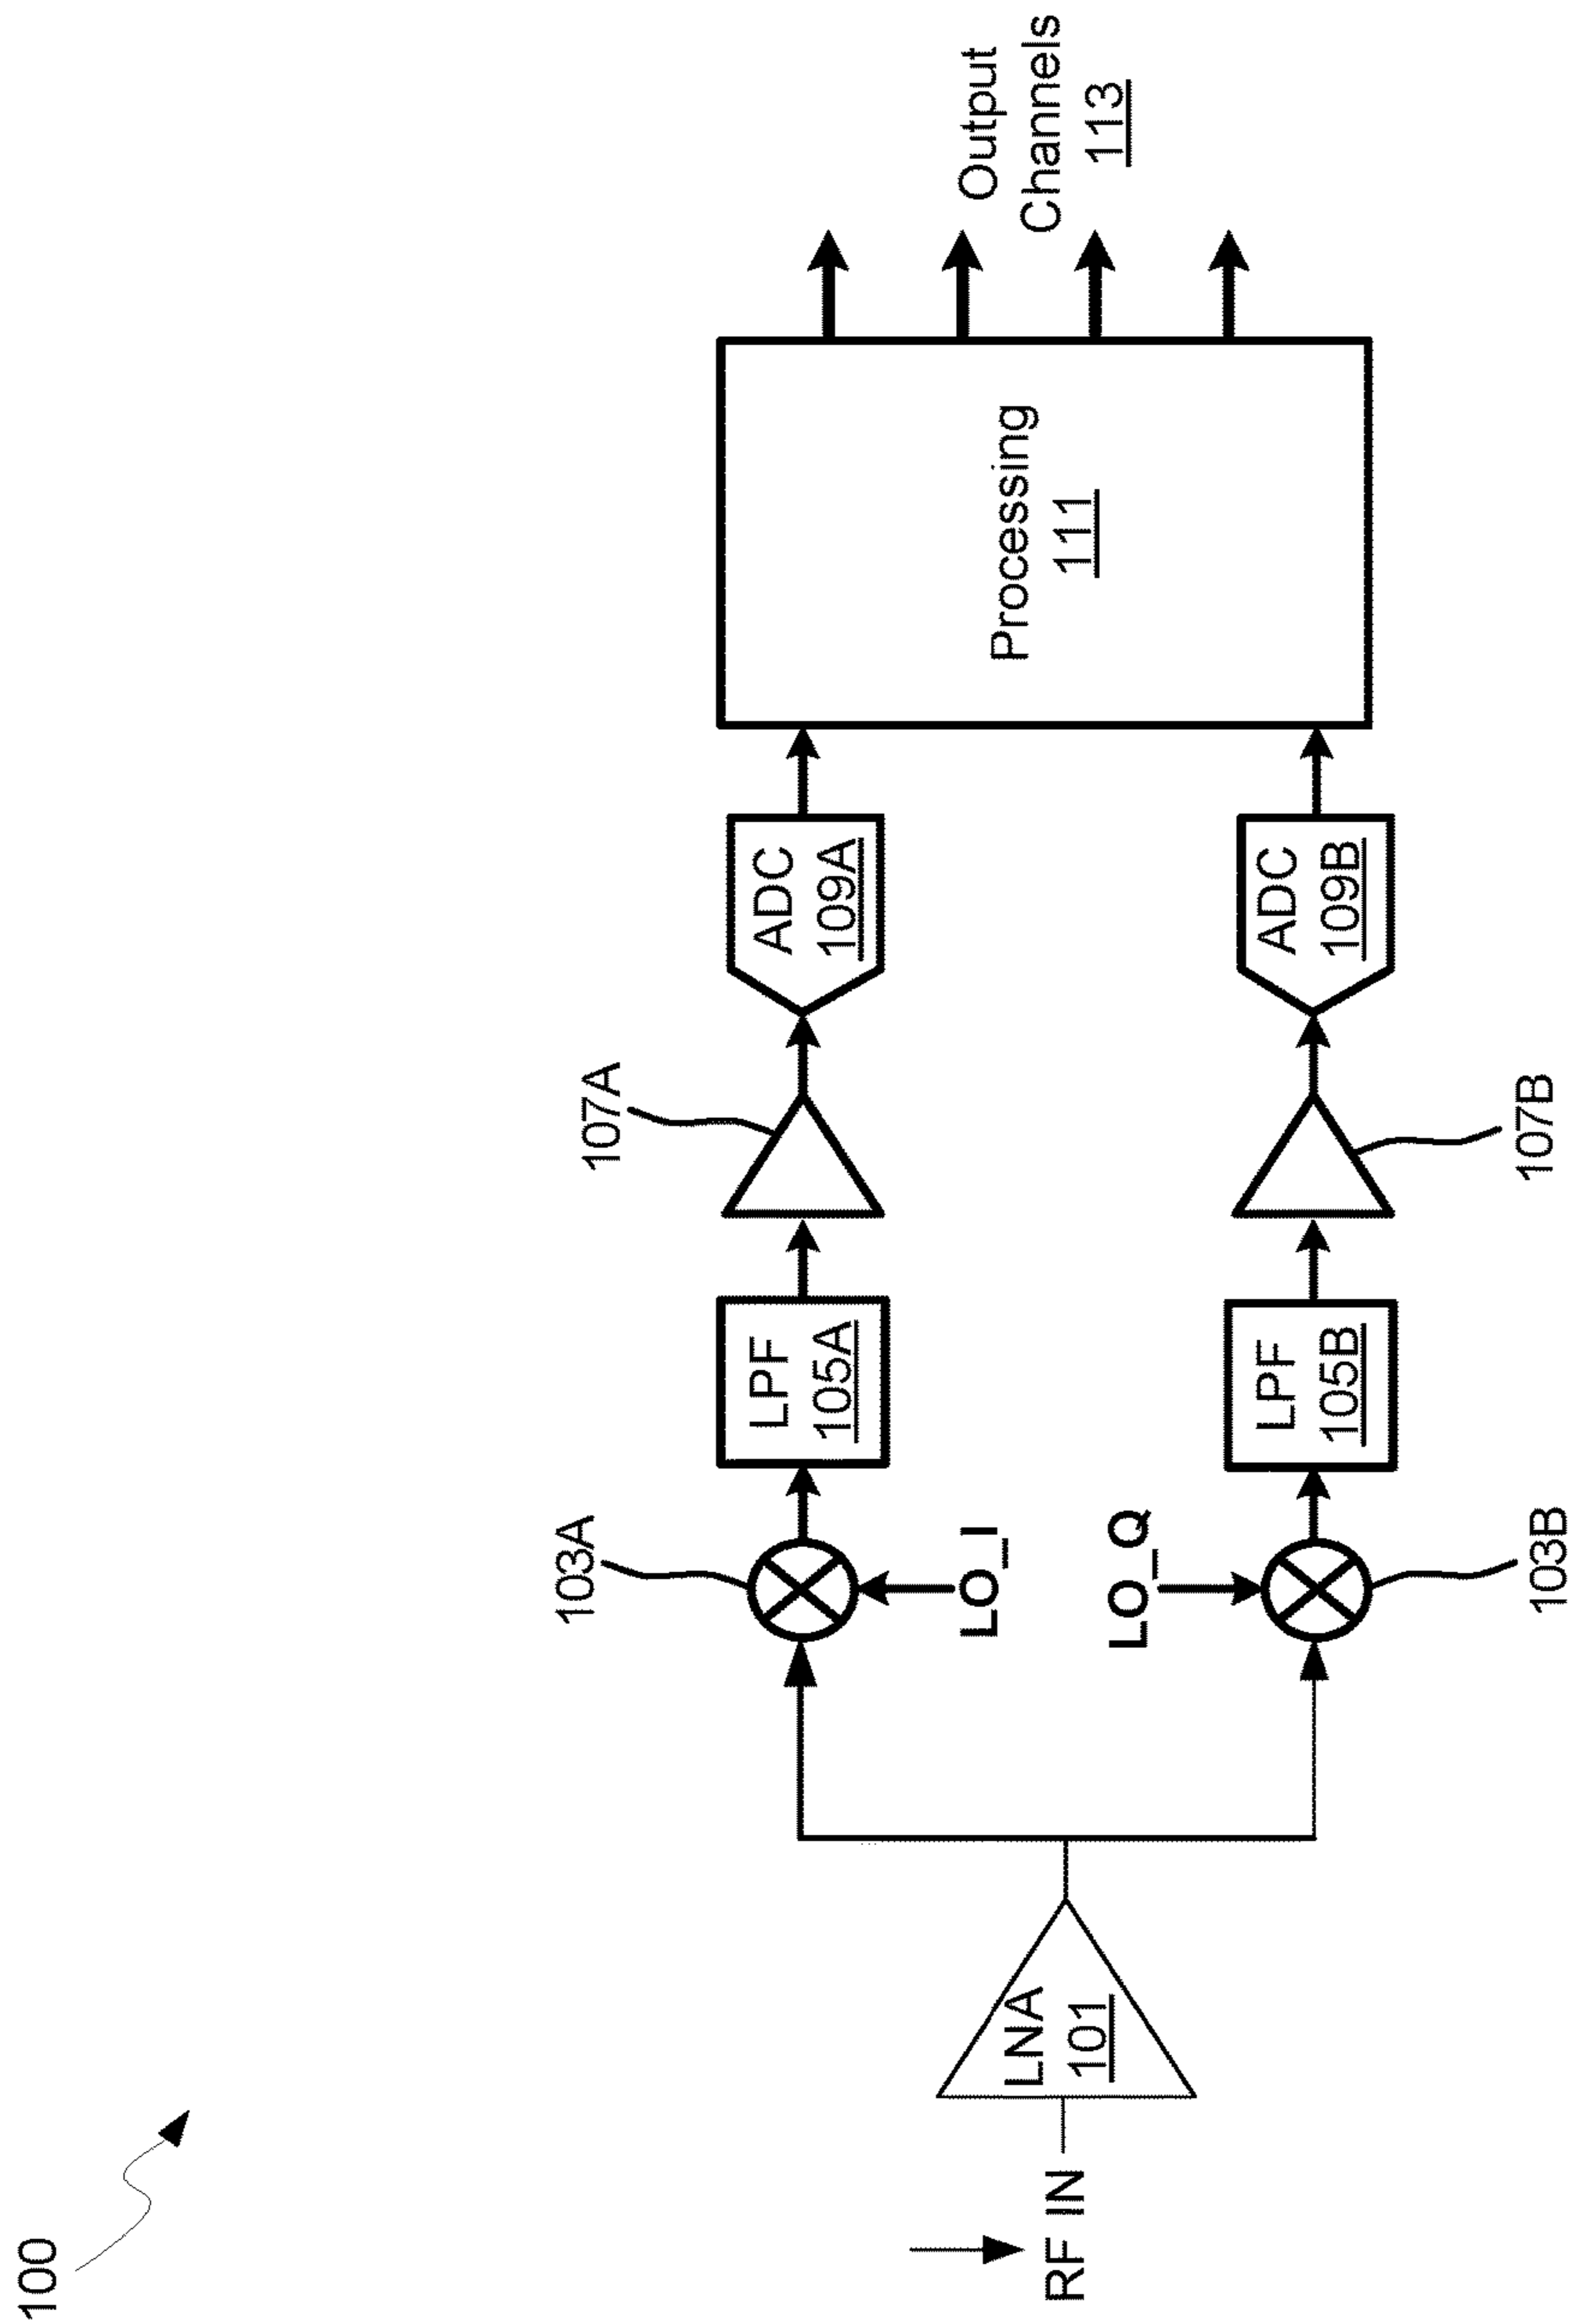 100
RF IN
LNA
101
103A
LO_I
LO_Q
103B
LPF
105A
LPF
105B
107A
107B
ADC
109A
ADC
109B
Processing
111
Output
Channels
113